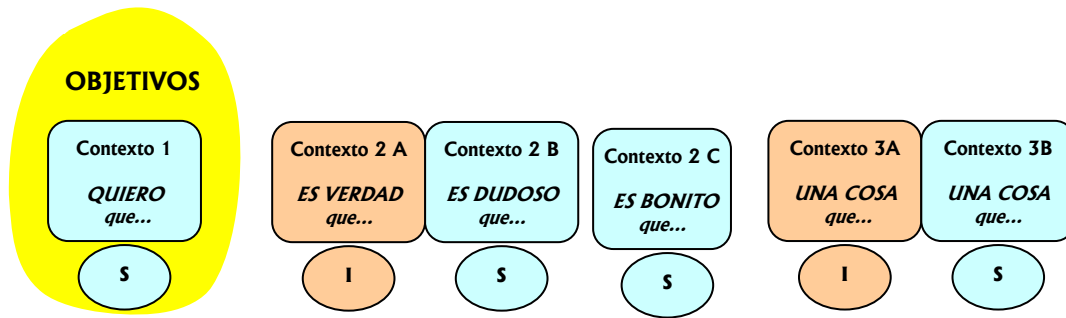 OBJETIVOS
Contexto 1
QUIERO
que...
S
Contexto 2 A
ES VERDAD
que...
I
Contexto 2 B
ES DUDOSO
que...
S
Contexto 2 C
ES BONITO
que...
S
Contexto 3A
UNA COSA
que...
I
Contexto 3B
UNA COSA
que...
S